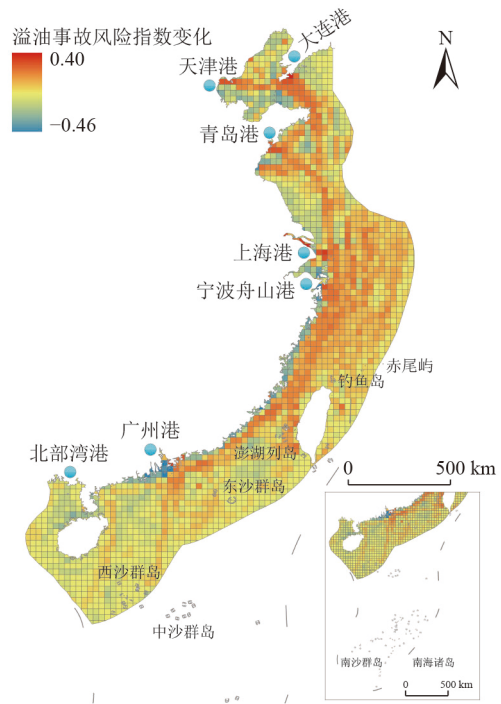 溢油事故风险指数变化
0.40
−0.46
N
大连港
天津港
青岛港
上海港
宁波舟山港
赤尾屿
钓鱼岛
广州港
北部湾港
澎湖列岛
东沙群岛
0 500 km
西沙群岛
中沙群岛
南沙群岛 南海诸岛
0 500 km